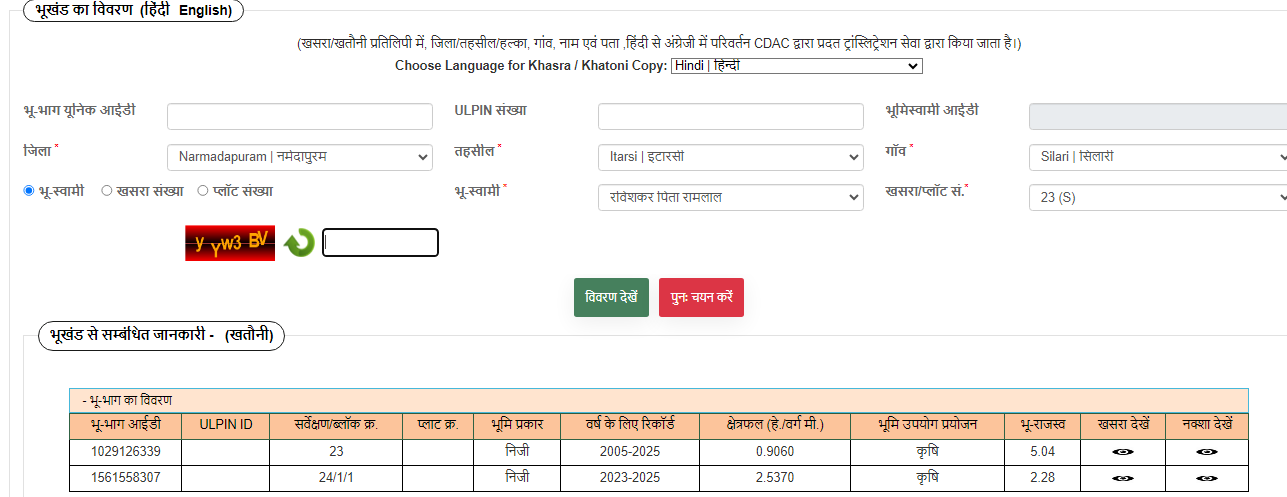 भूखंड का विवरण (हिंदी English)
(खसरा/खतौनी प्रतिलिपी में, जिला/तहसील/हल्का, गांव, नाम एवं पता ,हिंदी से अंग्रेजी में परिवर्तन CDAC द्वारा प्रदत ट्रांस्लिट्रेशन सेवा द्वारा किया जाता है।)
Choose Language for Khasra / Khatoni Copy: Hindi | हिन्दी
भू-भाग यूनिक आईडी ULPIN संख्या भूमिस्वामी आईडी
जिला * Narmadapuram | नर्मदापुरम तहसील * Itarsi | इटारसी गाँव * Silari | सिलारी
भू-स्वामी खसरा संख्या प्लॉट संख्या भू-स्वामी * रविशंकर पिता रामलाल खसरा/प्लॉट सं.* 23 (S)
y Yw3 BV
विवरण देखें पुनः चयन करें
भूखंड से सम्बंधित जानकारी - (खतौनी)
- भू-भाग का विवरण
भू-भाग आईडी ULPIN ID सर्वेक्षण/ब्लॉक क्र. प्लाट क्र. भूमि प्रकार वर्ष के लिए रिकॉर्ड क्षेत्रफल (हे./वर्ग मी.) भूमि उपयोग प्रयोजन भू-राजस्व खसरा देखें नक्शा देखें
1029126339 23 निजी 2005-2025 0.9060 कृषि 5.04
1561558307 24/1/1 निजी 2023-2025 2.5370 कृषि 2.28